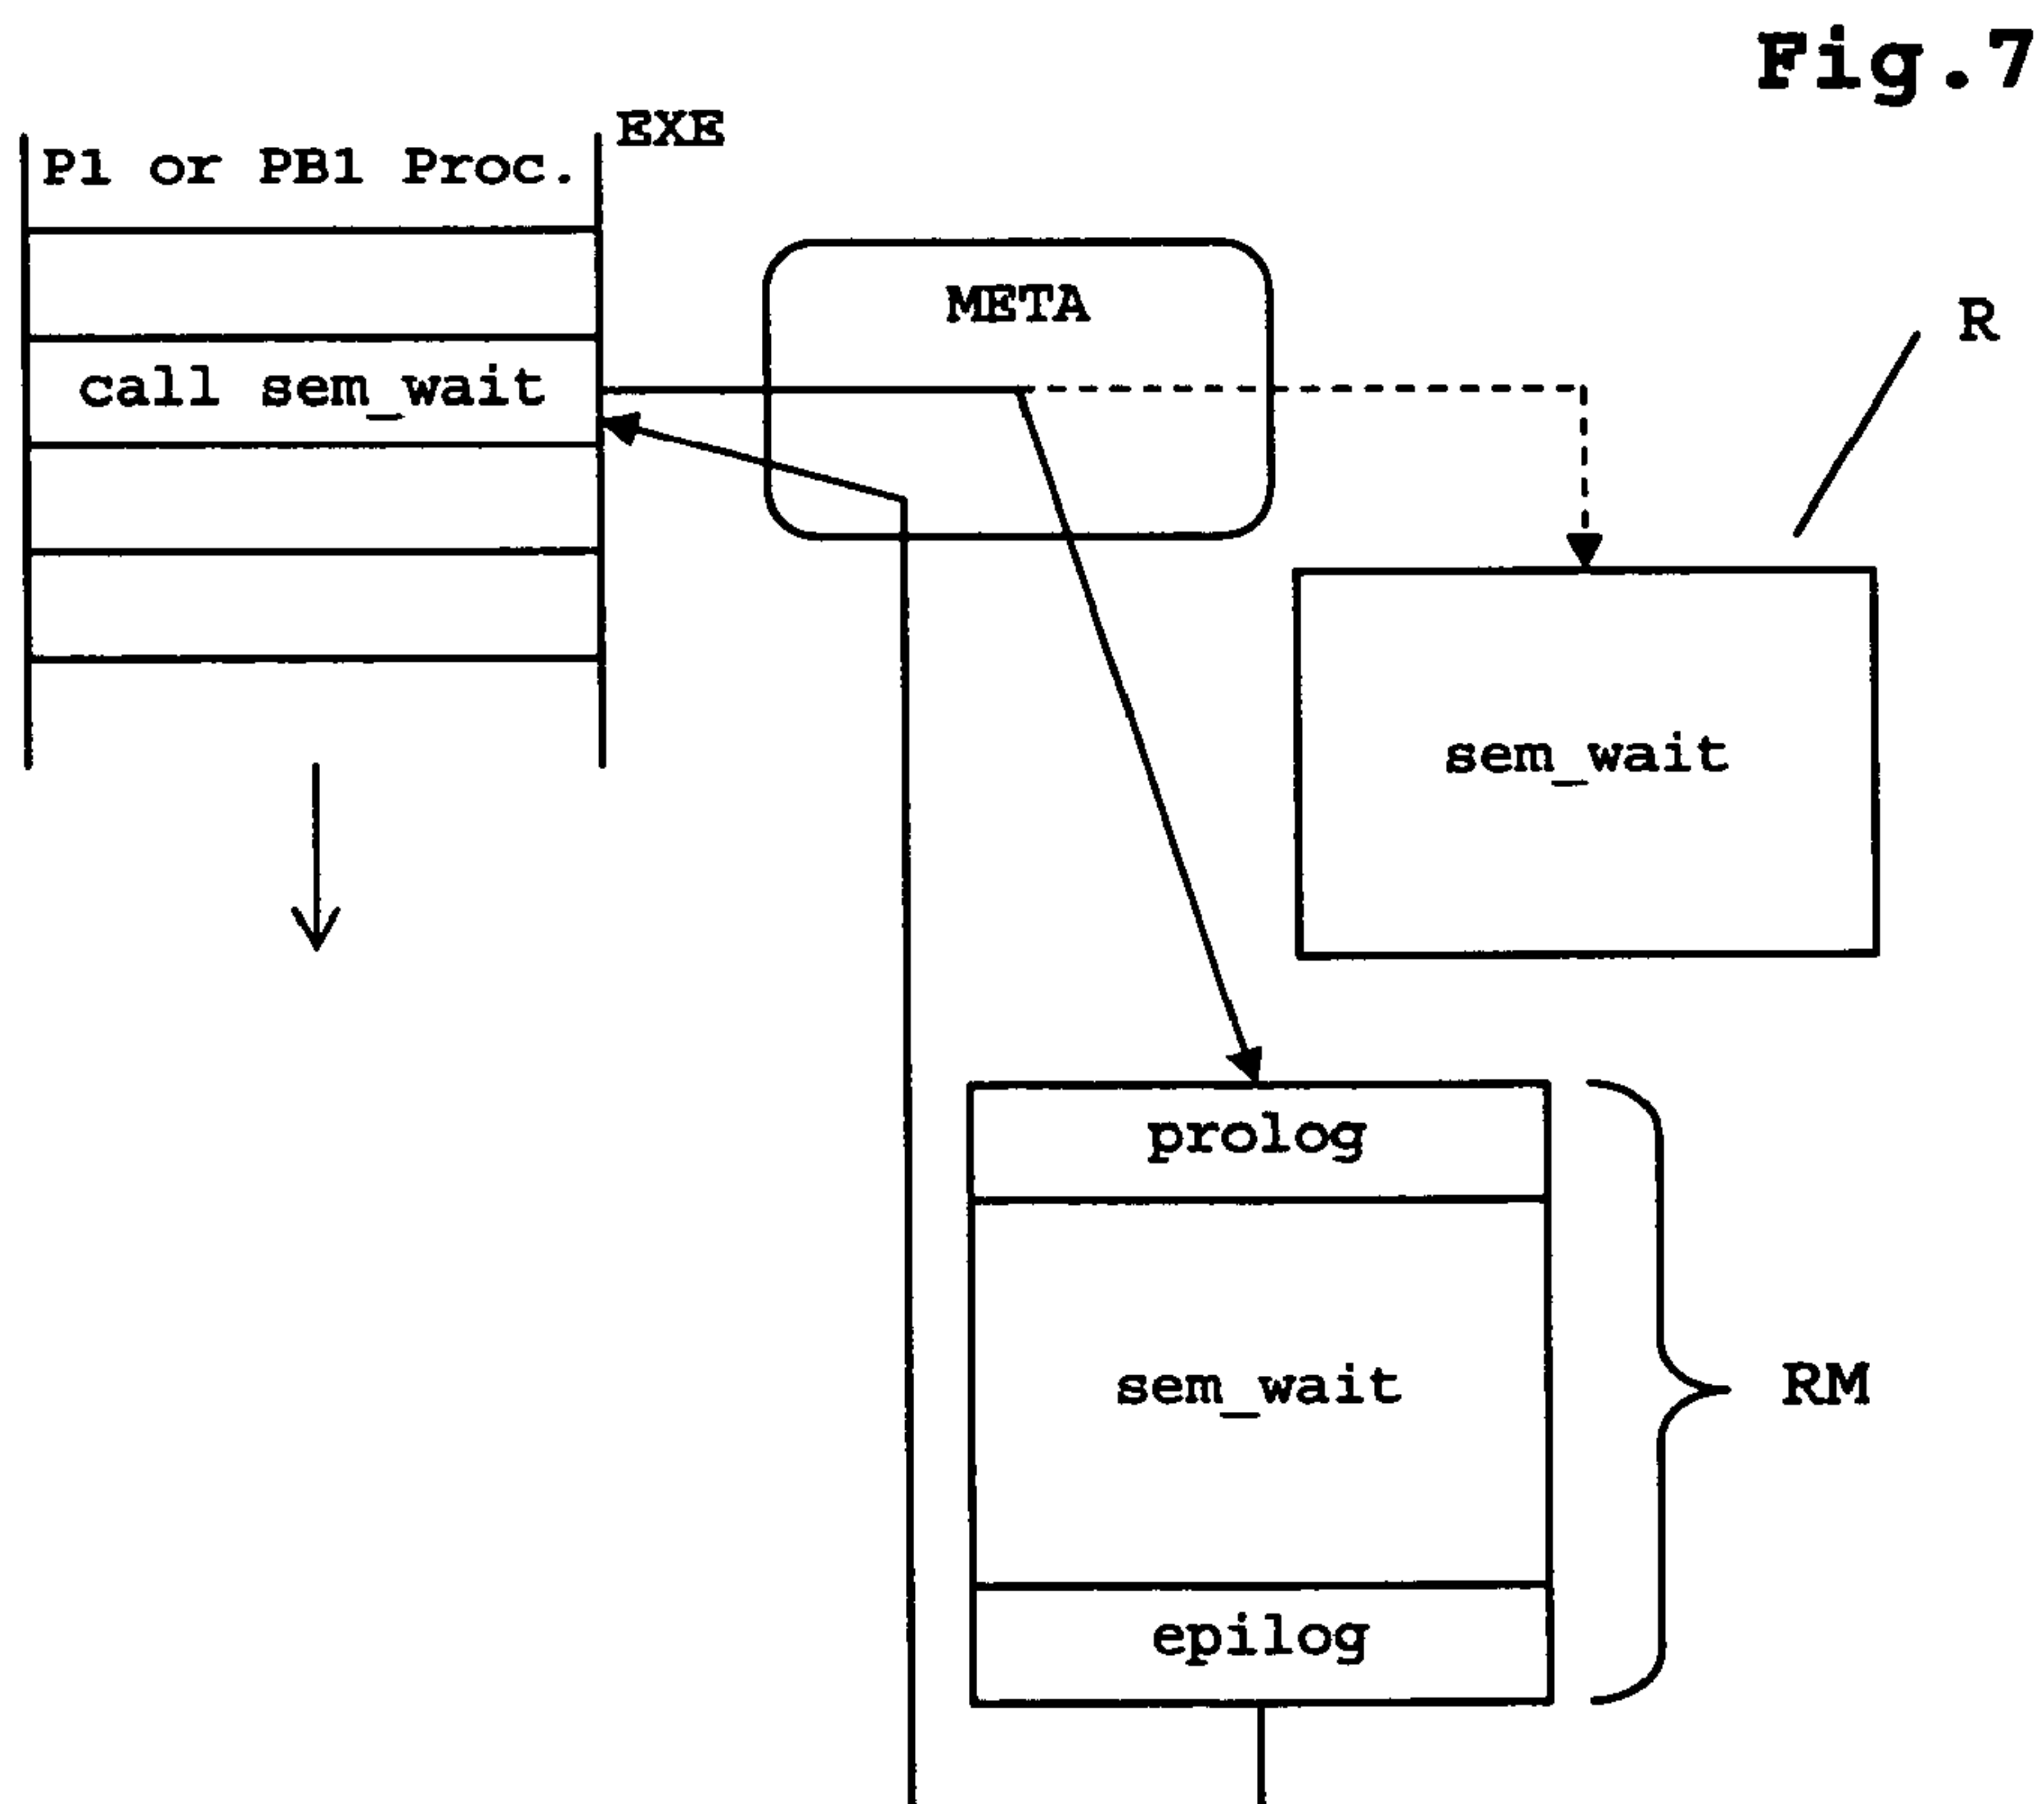 Fig.7
EXE
P1 or PB1 Proc.
META
R
call sem_wait
sem_wait
prolog
sem_wait
RM
epilog